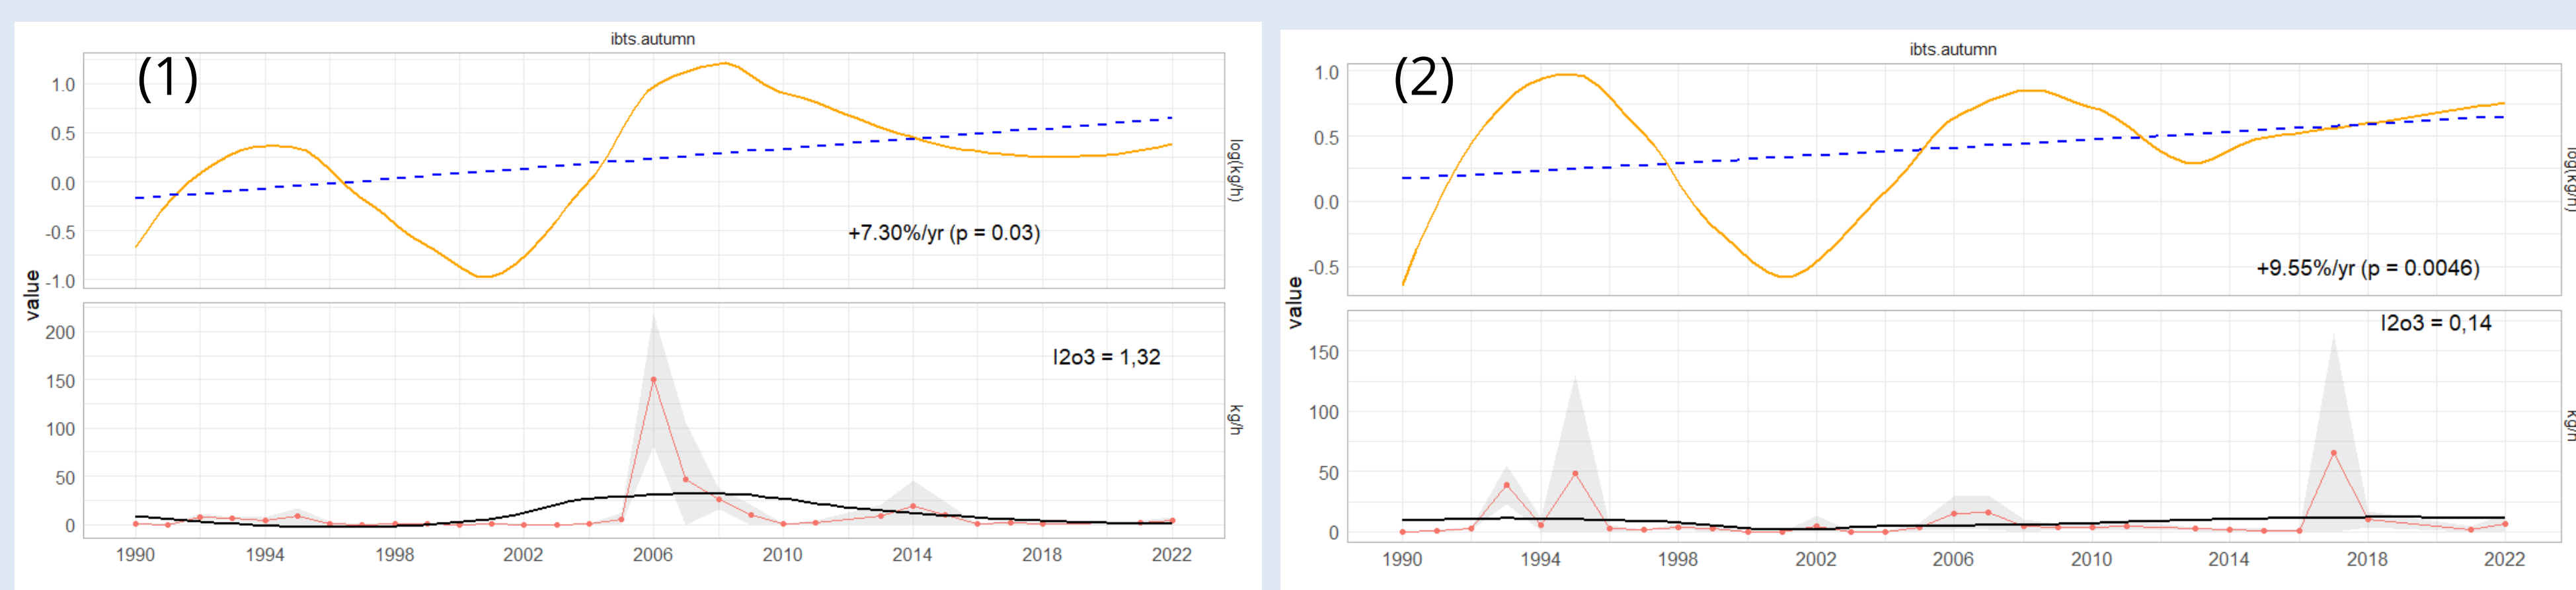 ibts.autumn
(1)
1.0
0.5
0.0
-0.5
-1.0
log(kg/h)
+7.30%/yr (p = 0.03)
value
200
150
100
50
0
kg/h
I2o3 = 1,32
1990 1994 1998 2002 2006 2010 2014 2018 2022
ibts.autumn
(2)
1.0
0.5
0.0
-0.5
log(kg/h)
+9.55%/yr (p = 0.0046)
value
150
100
50
0
kg/h
I2o3 = 0,14
1990 1994 1998 2002 2006 2010 2014 2018 2022